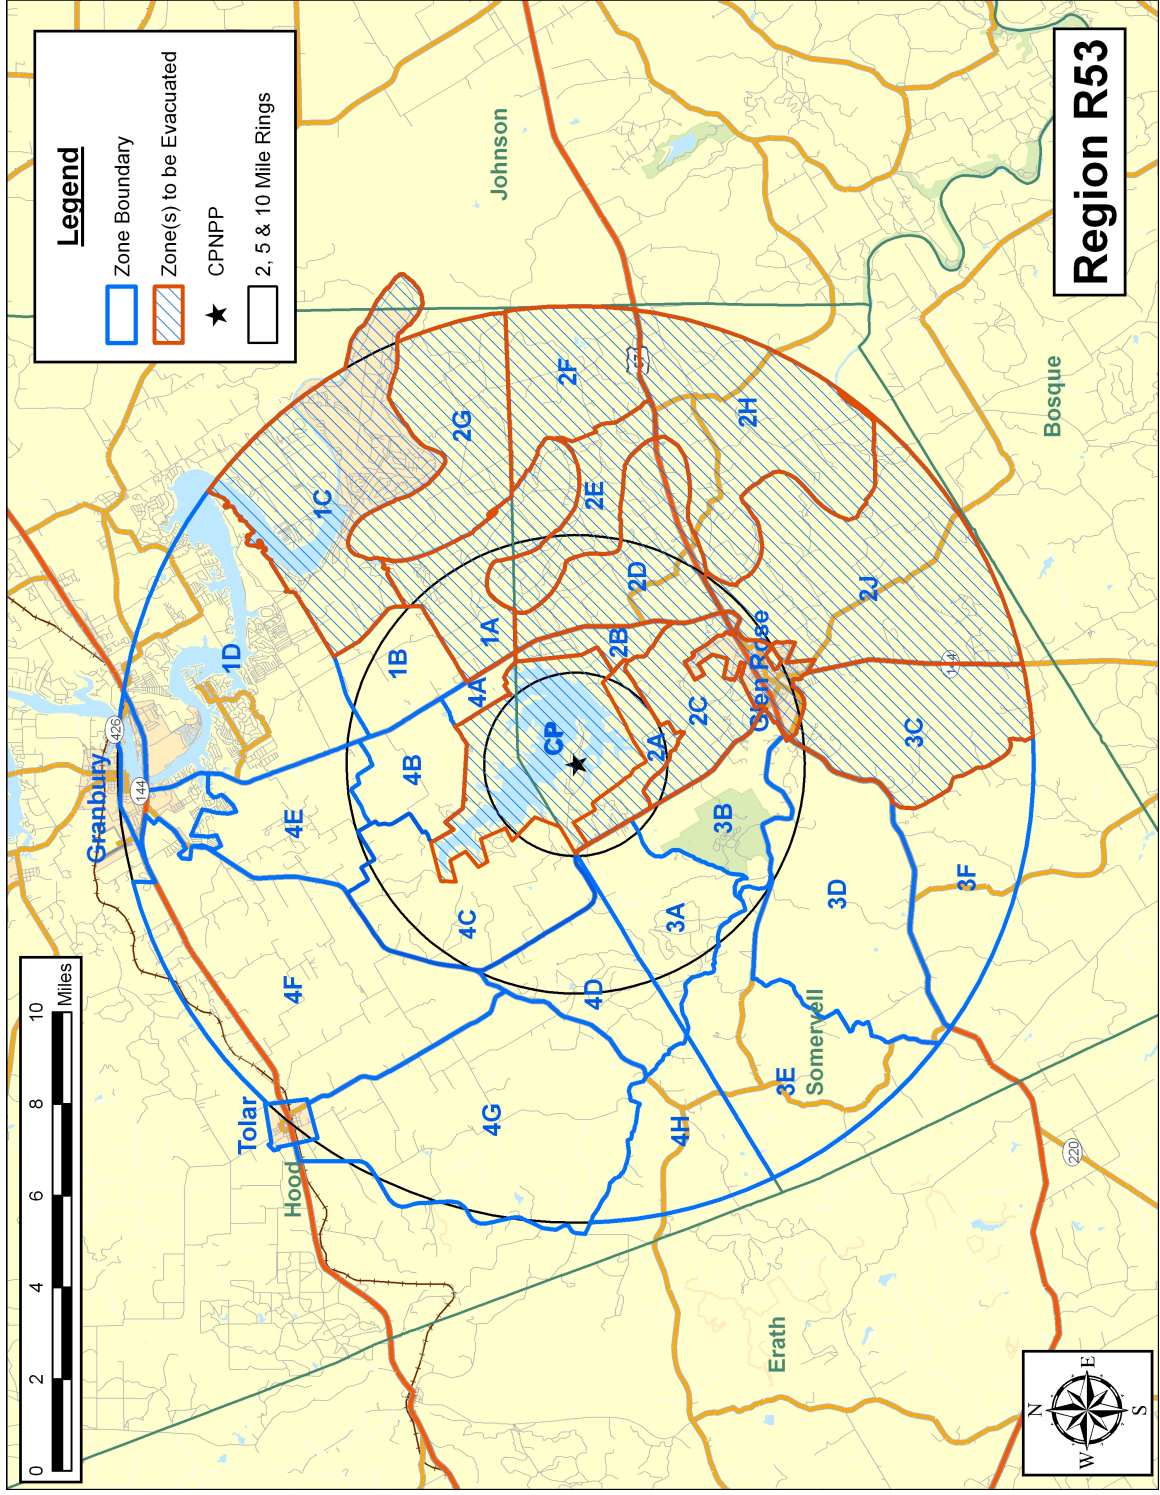 Legend
Zone Boundary
Zone(s) to be Evacuated
CPNPP
2, 5 & 10 Mile Rings
Region R53
0 2 4 6 8 10
Miles
N
W E
S
Granbury
Tolar
Glen Rose
Hood
Somervell
Erath
Bosque
Johnson
426
144
67
144
220
CP
1A
1B
1C
1D
2A
2B
2C
2D
2E
2F
2G
2H
2J
3A
3B
3C
3D
3E
3F
4A
4B
4C
4D
4E
4F
4G
4H